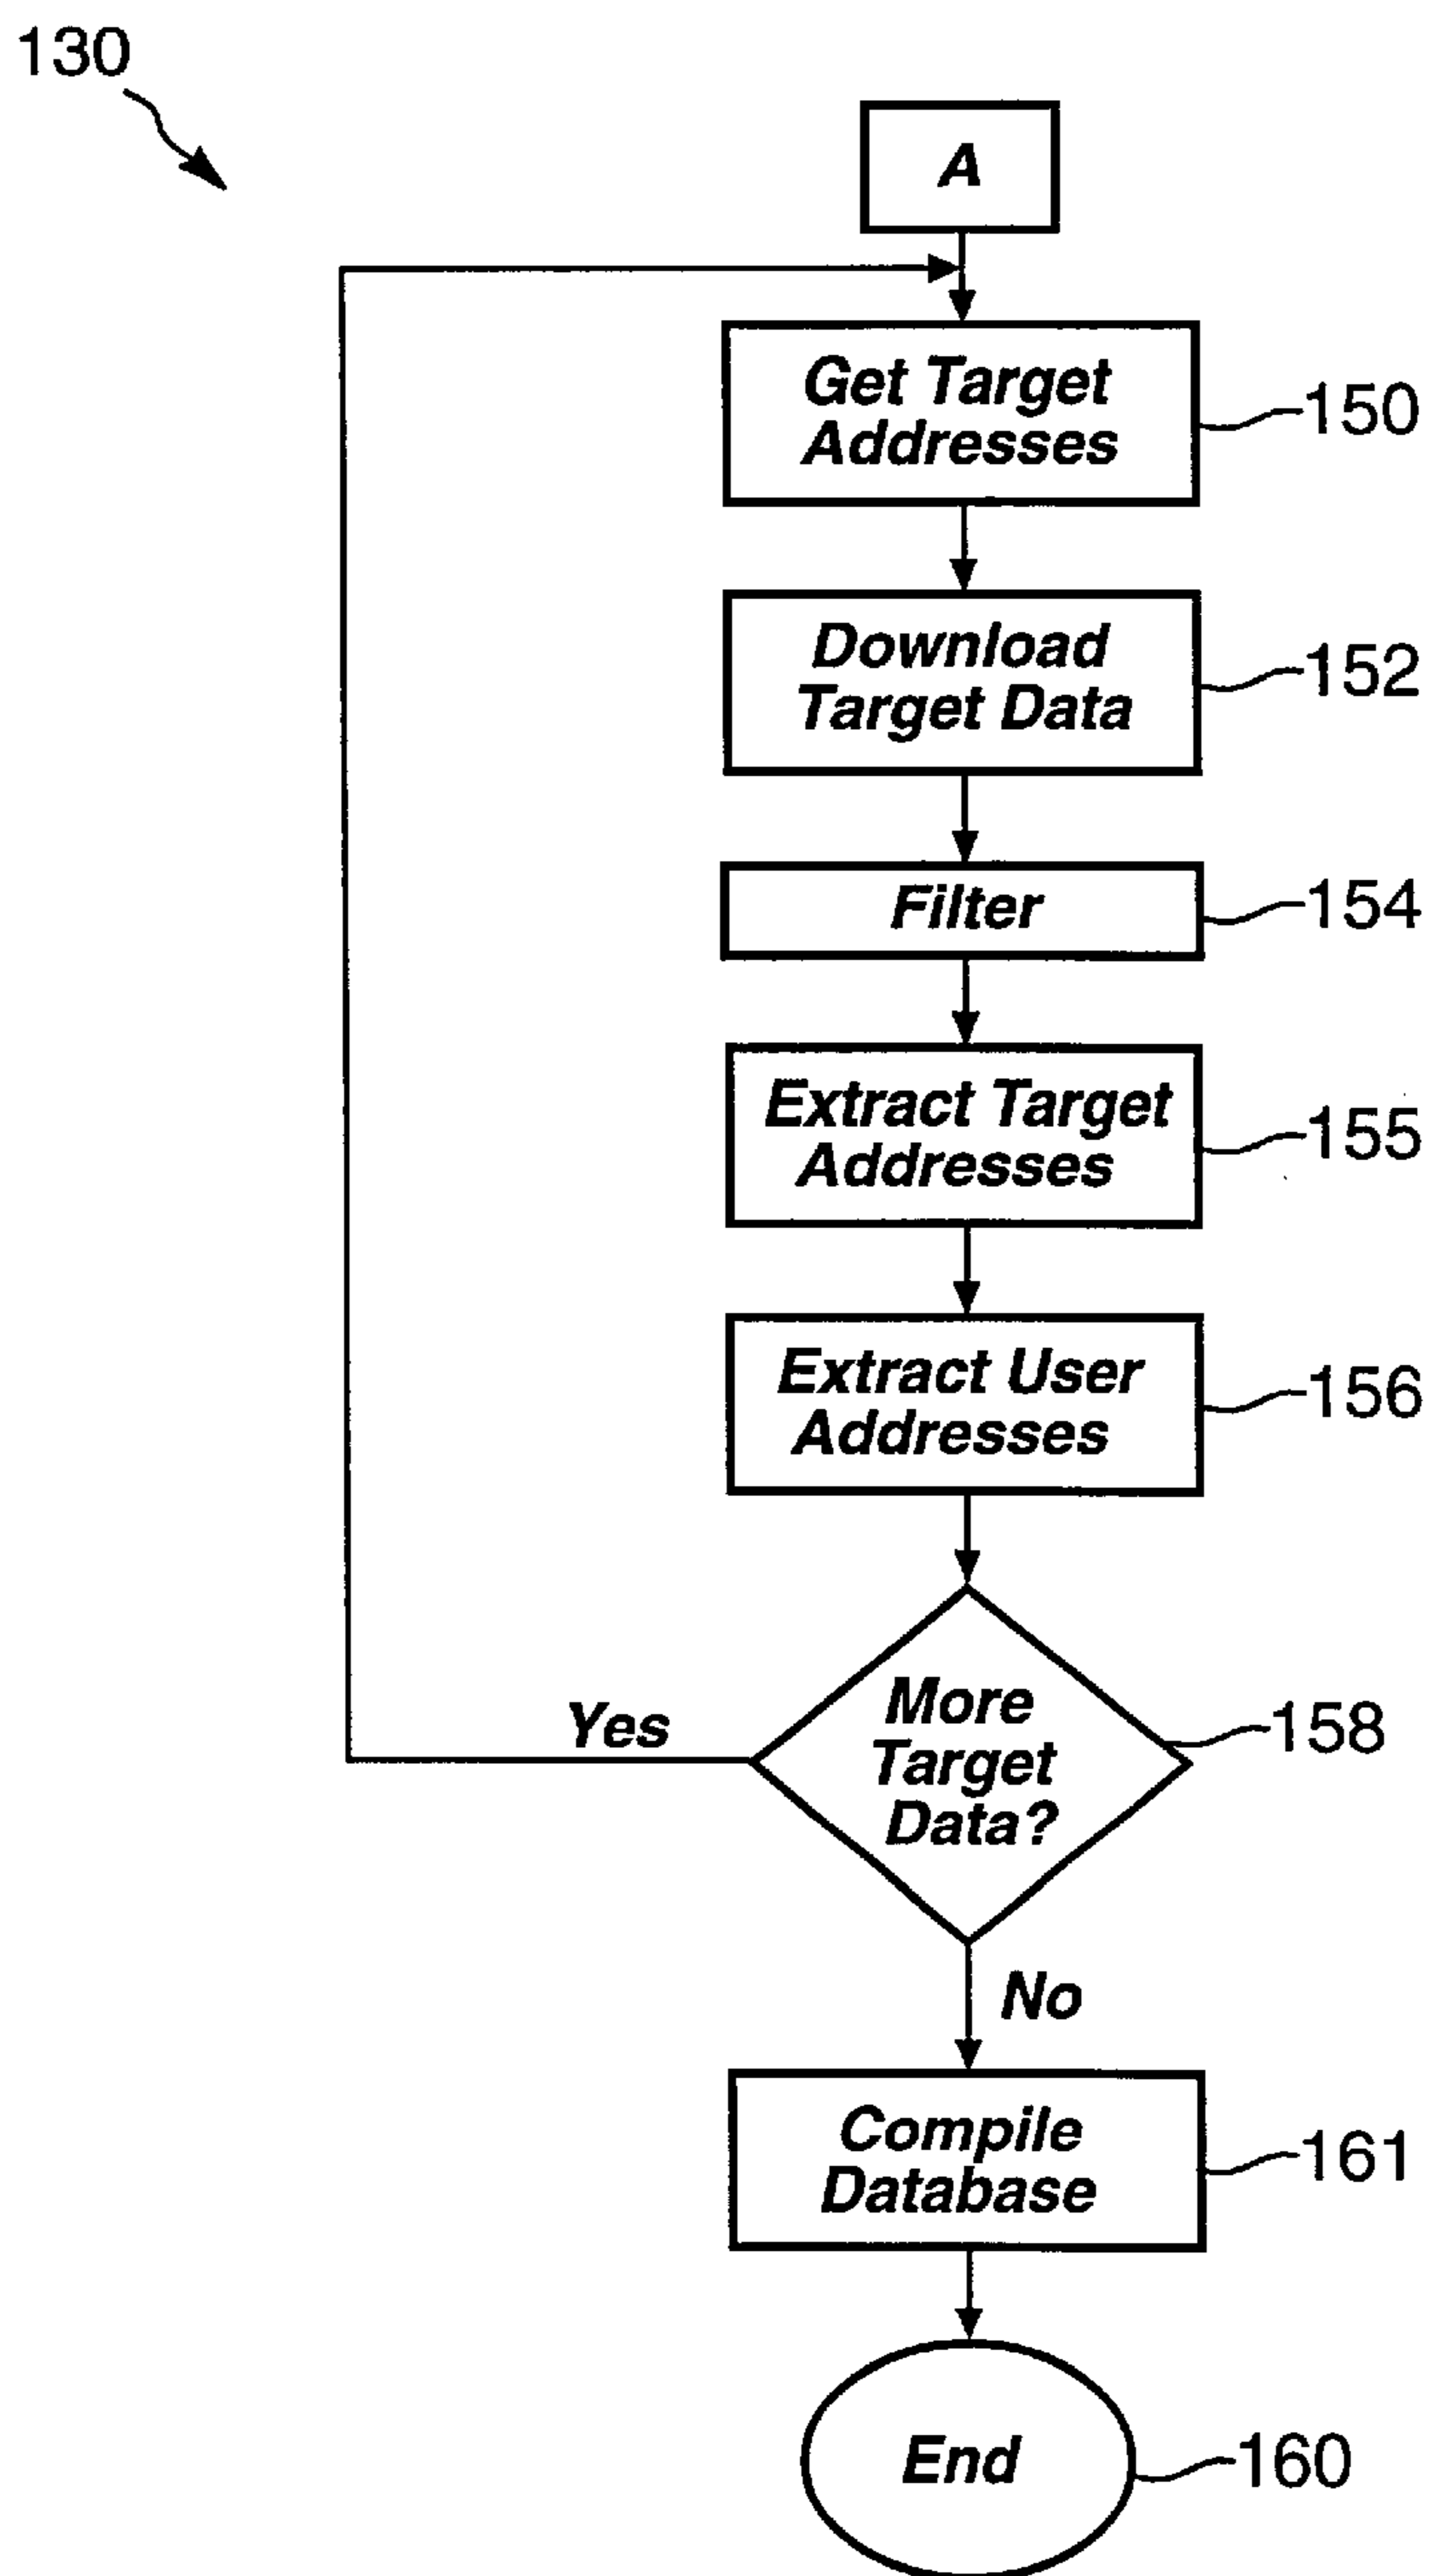 130
A
Get Target
Addresses
150
Download
Target Data
152
Filter
154
Extract Target
Addresses
155
Extract User
Addresses
156
More
Target
Data?
158
Yes
No
Compile
Database
161
End
160